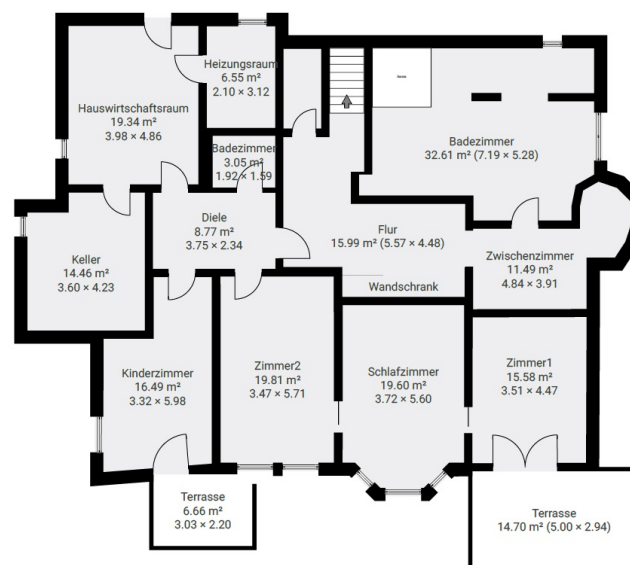 Heizungsraum
6.55 m²
2.10 × 3.12
Hauswirtschaftsraum
19.34 m²
3.98 × 4.86
Badezimmer
32.61 m² (7.19 × 5.28)
Badezimmer
3.05 m²
1.92 × 1.59
Diele
8.77 m²
3.75 × 2.34
Flur
15.99 m² (5.57 × 4.48)
Keller
14.46 m²
3.60 × 4.23
Zwischenzimmer
11.49 m²
4.84 × 3.91
Wandschrank
Kinderzimmer
16.49 m²
3.32 × 5.98
Zimmer2
19.81 m²
3.47 × 5.71
Schlafzimmer
19.60 m²
3.72 × 5.60
Zimmer1
15.58 m²
3.51 × 4.47
Terrasse
6.66 m²
3.03 × 2.20
Terrasse
14.70 m² (5.00 × 2.94)